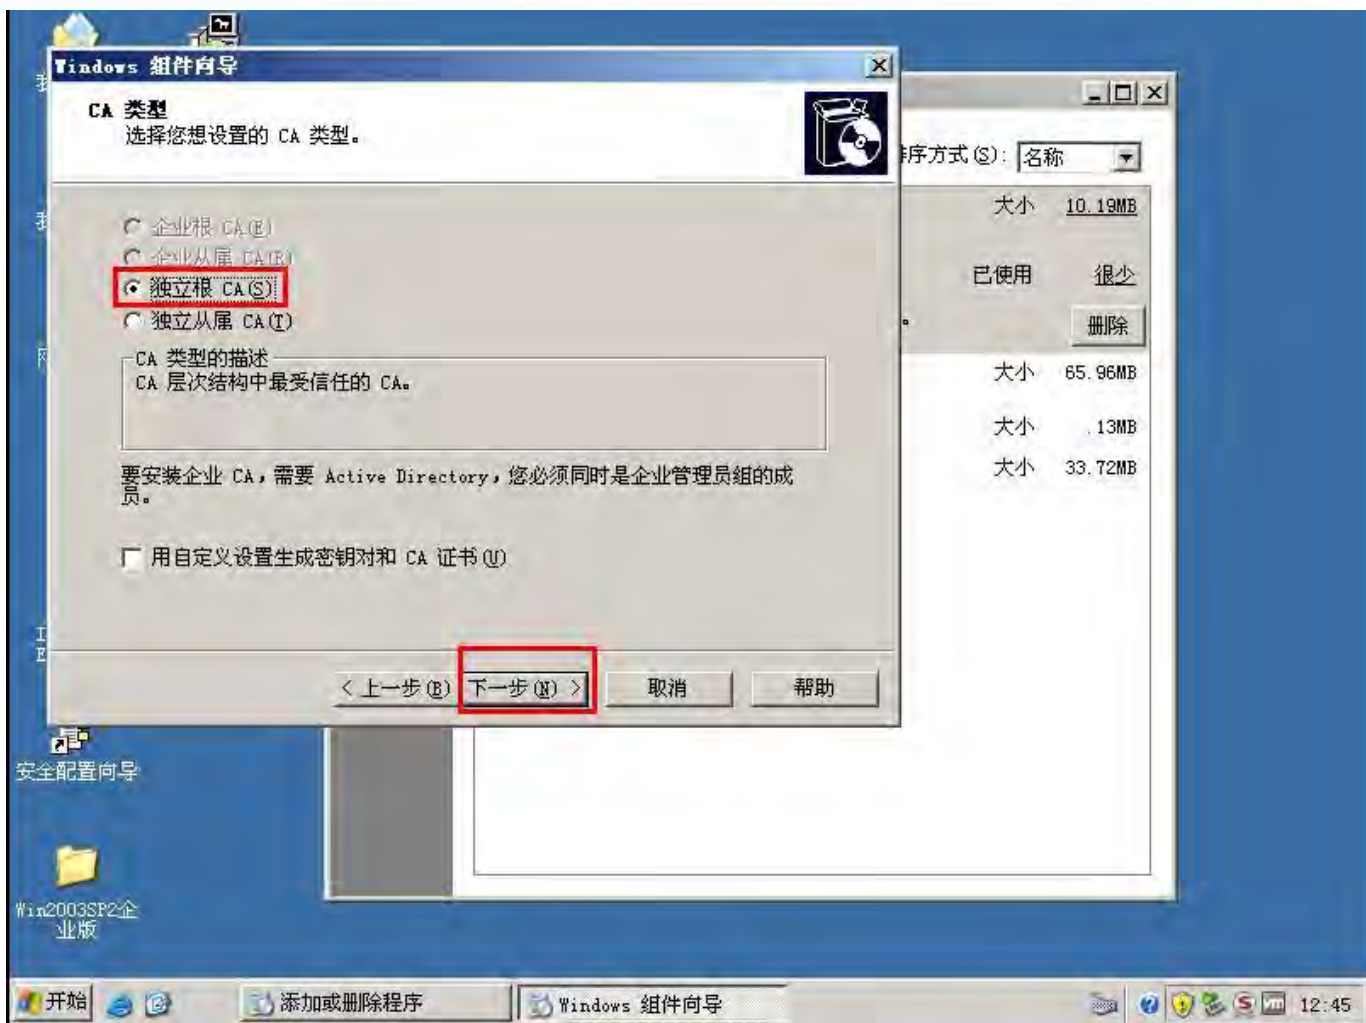 Windows 组件向导
CA 类型
选择您想设置的 CA 类型。
企业根 CA(E)
企业从属 CA(R)
独立根 CA(S)
独立从属 CA(T)
CA 类型的描述
CA 层次结构中最受信任的 CA。
要安装企业 CA，需要 Active Directory，您必须同时是企业管理员组的成
员。
用自定义设置生成密钥对和 CA 证书(U)
< 上一步(B)
下一步(N) >
取消
帮助
序方式(S): 名称
大小 10.19MB
已使用 很少
。
删除
大小 65.96MB
大小 .13MB
大小 33.72MB
安全配置向导
Win2003SP2企
业版
开始
添加或删除程序
Windows 组件向导
12:45